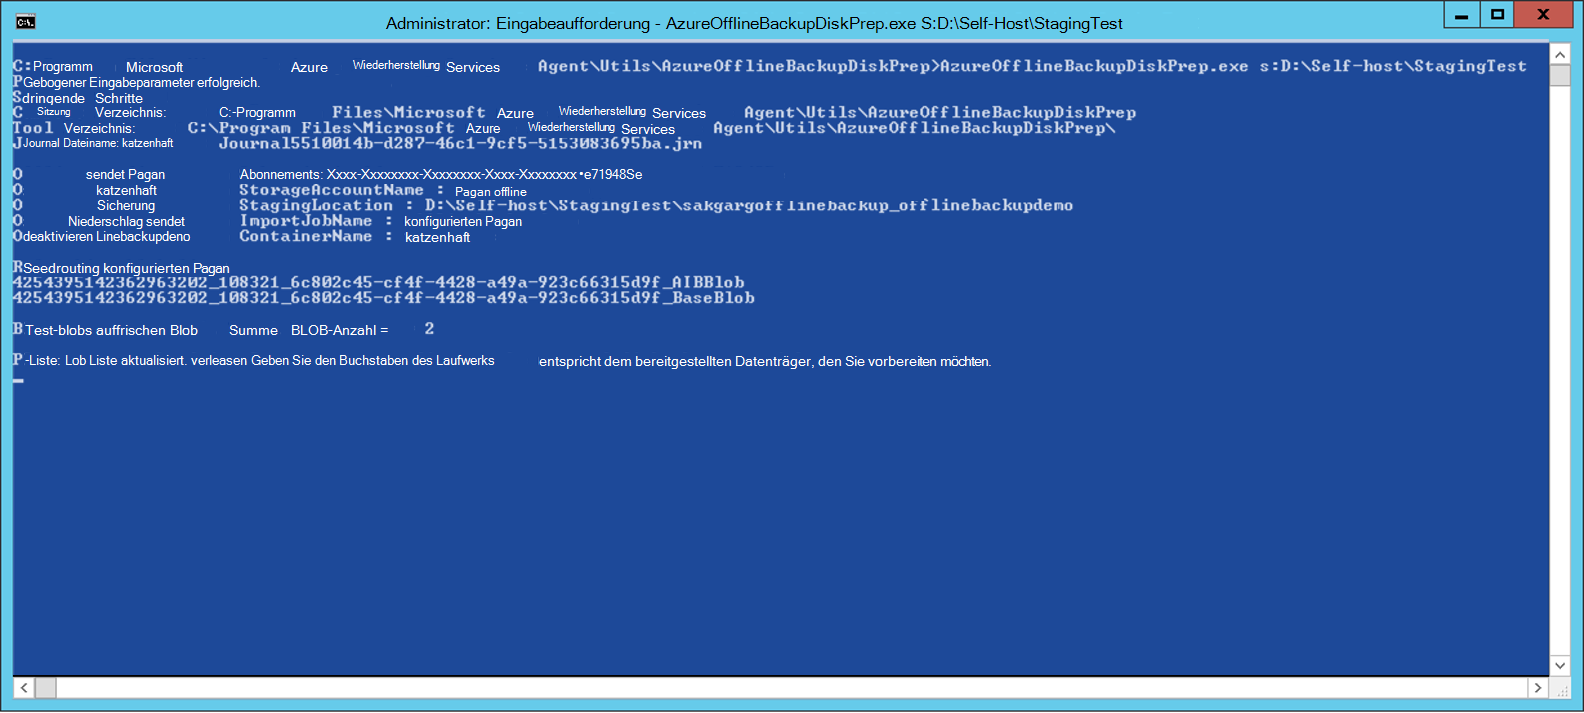 Administrator: Eingabeaufforderung - AzureOfflineBackupDiskPrep.exe S:D:\Self-Host\StagingTest
C:Programm Microsoft Azure Wiederherstellung Services Agent\Utils\AzureOfflineBackupDiskPrep>AzureOfflineBackupDiskPrep.exe s:D:\Self-host\StagingTest
PGebogener Eingabeparameter erfolgreich.
Sdringende Schritte
C Sitzung Verzeichnis: C:-Programm Files\Microsoft Azure Wiederherstellung Services Agent\Utils\AzureOfflineBackupDiskPrep
Tool Verzeichnis: C:\Program Files\Microsoft Azure Wiederherstellung Services Agent\Utils\AzureOfflineBackupDiskPrep\
JJournal Dateiname: katzenhaft Journal5510014b-d287-46c1-9cf5-5153083695ba.jrn
O sendet Pagan Abonnements: Xxxx-Xxxxxxxx-Xxxxxxxx-Xxxx-Xxxxxxxx•e71948Se
O katzenhaft StorageAccountName : Pagan offline
O Sicherung StagingLocation : D:\Self-host\StagingTest\sakgargofflinebackup_offlinebackupdemo
O Niederschlag sendet ImportJobName : konfigurierten Pagan
Odeaktivieren Linebackupdeno ContainerName : katzenhaft
RSeedrouting konfigurierten Pagan
4254395142362963202_108321_6c802c45-cf4f-4428-a49a-923c66315d9f_AIBBlob
4254395142362963202_108321_6c802c45-cf4f-4428-a49a-923c66315d9f_BaseBlob
B Test-blobs auffrischen Blob Summe BLOB-Anzahl = 2
P -Liste: Lob Liste aktualisiert. verleasen Geben Sie den Buchstaben des Laufwerks entspricht dem bereitgestellten Datenträger, den Sie vorbereiten möchten.